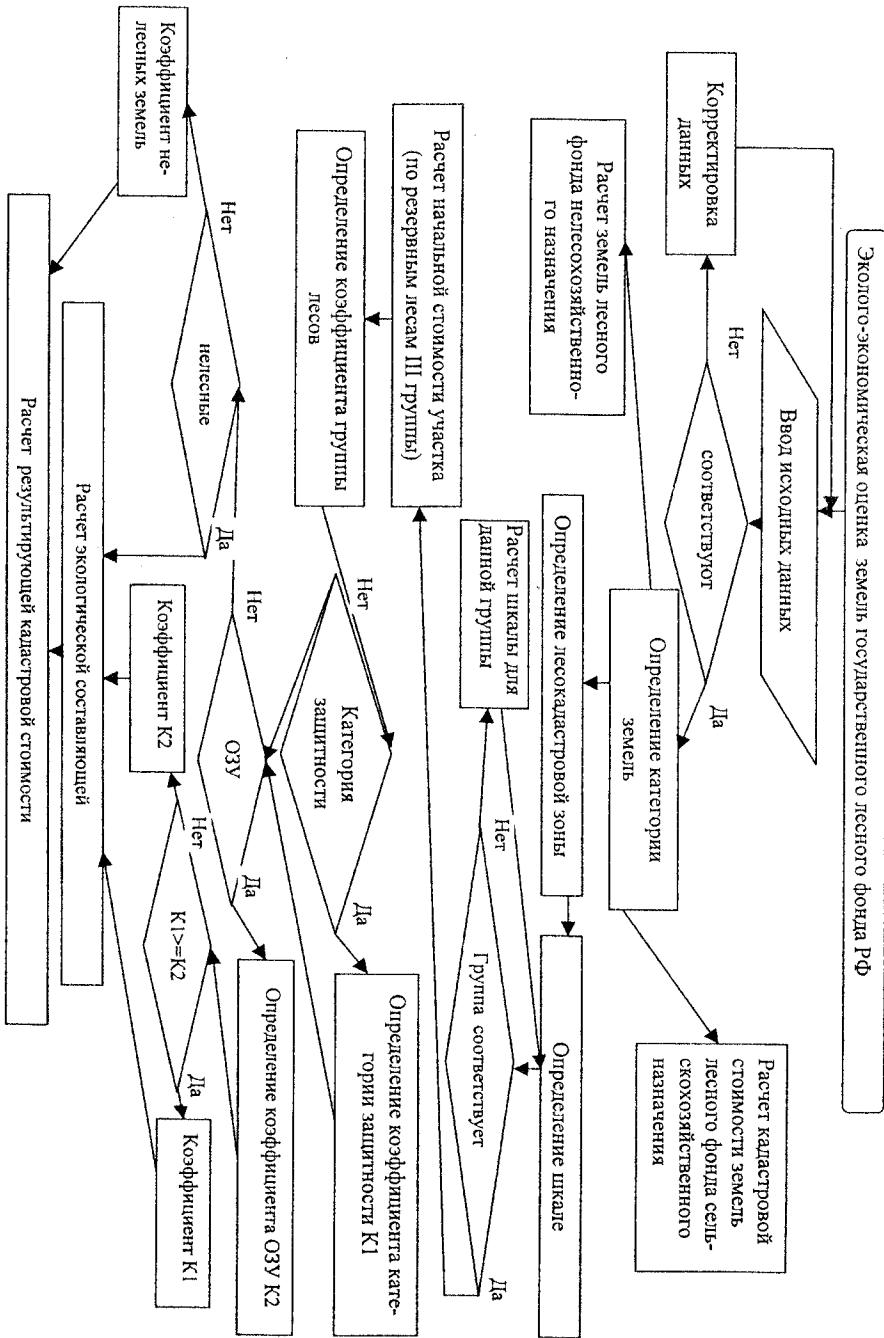 Эколого-экономическая оценка земель государственного лесного фонда РФ
Ввод исходных данных
Корректировка
данных
Нет
соответствуют
Да
Расчет земель лесного
фонда нелесохозяйственно-
го назначения
Определение категории
земель
Расчет кадастровой
стоимости земель
лесного фонда сель-
скохозяйственного
назначения
Определение лесокадастровой зоны
Определение шкале
Расчет шкалы для
данной группы
Нет
Группа соответствует
Да
Расчет начальной стоимости участка
(по резервным лесам III группы)
Определение коэффициента группы
лесов
Нет
Категория
защитности
Да
Определение коэффициента кате-
гории защитности К1
Нет
ОЗУ
Да
Определение коэффициента ОЗУ К2
Нет
нелесные
Да
Коэффициент не-
лесных земель
Коэффициент К2
Нет
К1>=К2
Да
Коэффициент К1
Расчет экологической составляющей
Расчет результирующей кадастровой стоимости